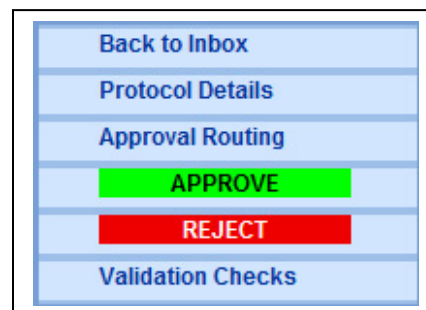 Back to Inbox
Protocol Details
Approval Routing
APPROVE
REJECT
Validation Checks